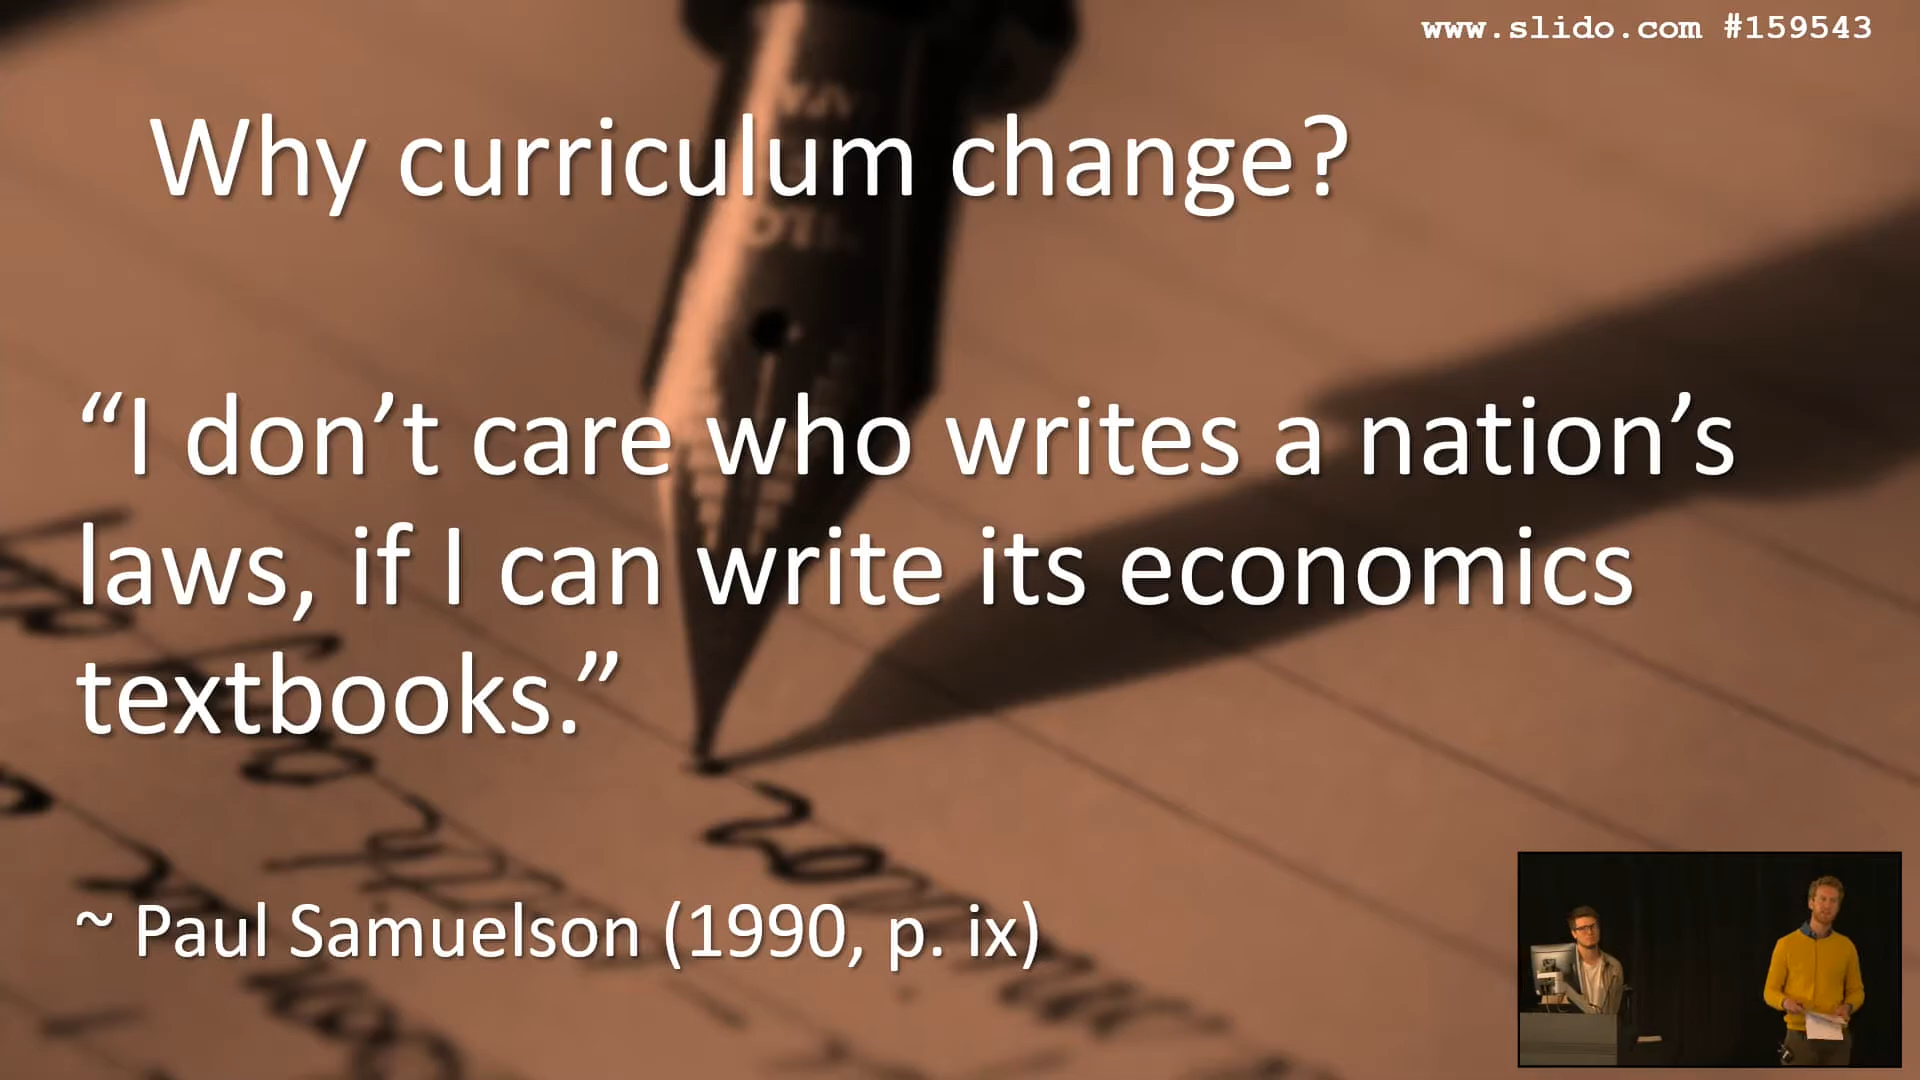 www.slido.com #159543
Why curriculum change?
“I don’t care who writes a nation’s
laws, if I can write its economics
textbooks.”
~ Paul Samuelson (1990, p. ix)